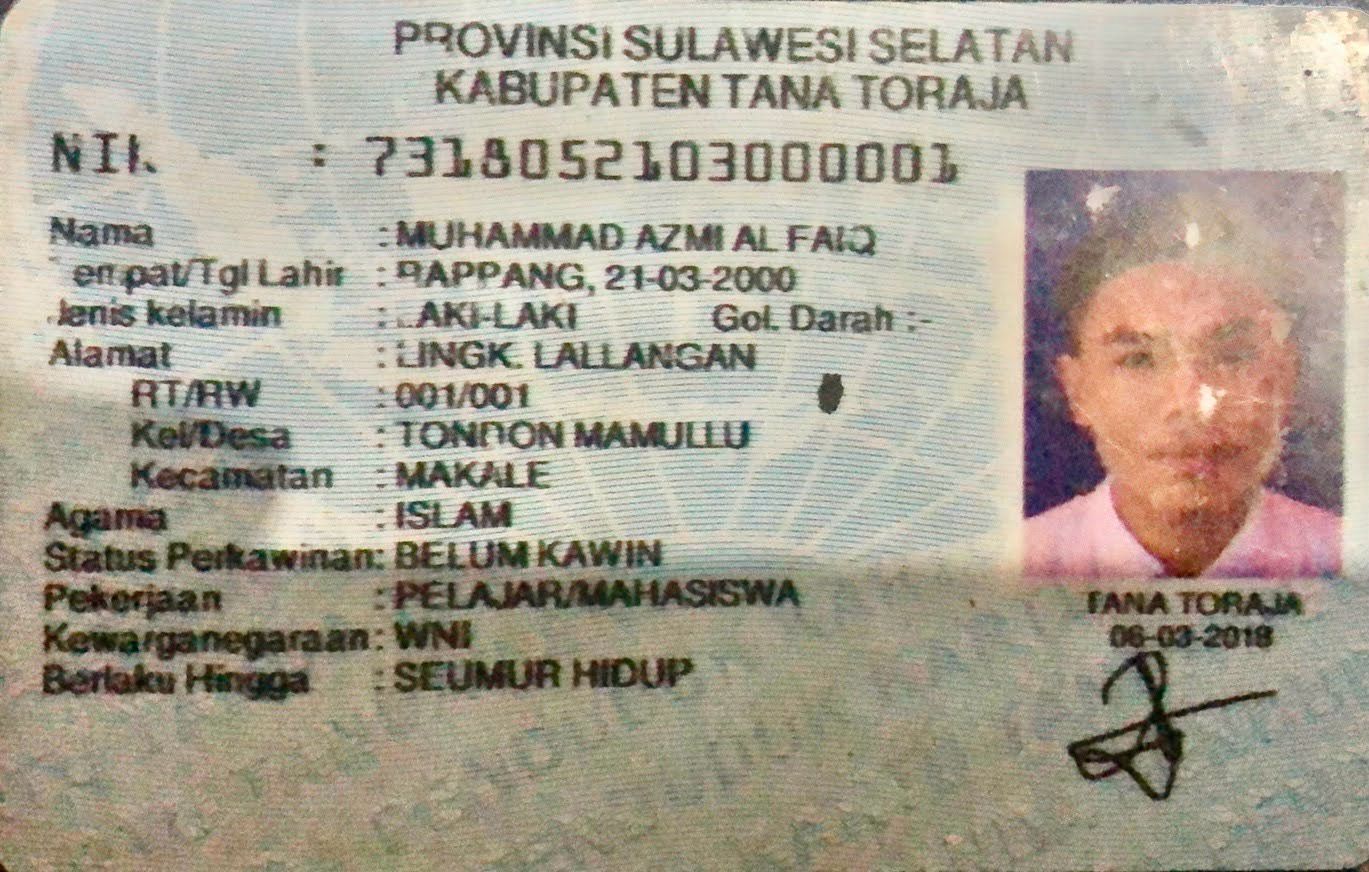 PROVINSI SULAWESI SELATAN
KABUPATEN TANA TORAJA
NIK : 7318052103000001
Nama : MUHAMMAD AZMI AL FAIQ
Tempat/Tgl Lahir : RAPPANG, 21-03-2000
Jenis kelamin : LAKI-LAKI Gol. Darah : -
Alamat : LINGK. LALLANGAN
RT/RW : 001/001
Kel/Desa : TONDON MAMULLU
Kecamatan : MAKALE
Agama : ISLAM
Status Perkawinan: BELUM KAWIN
Pekerjaan : PELAJAR/MAHASISWA
Kewarganegaraan: WNI
Berlaku Hingga : SEUMUR HIDUP
TANA TORAJA
06-03-2018